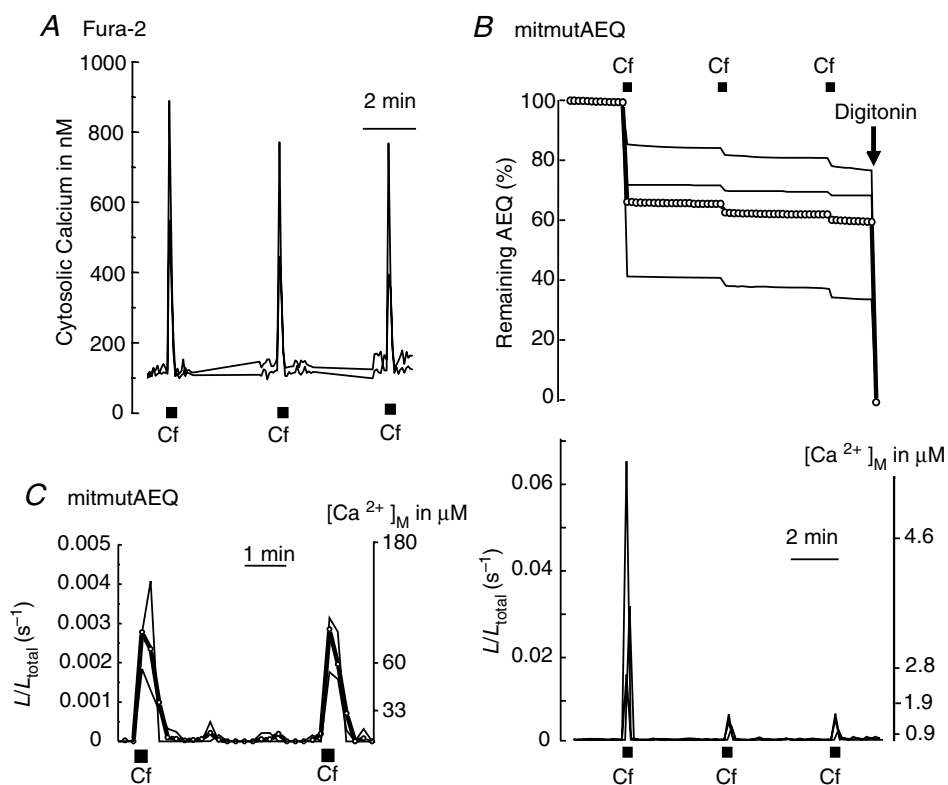 A Fura-2
1000
800
600
400
200
0
Cytosolic Calcium in nM
2 min
Cf Cf Cf
B mitmutAEQ
Cf Cf Cf
100
80
60
40
20
0
Remaining AEQ (%)
Digitonin
0.06
0.04
0.02
0
L/Ltotal (s–1)
[Ca 2+ ]M in μM
2 min
4.6
2.8
1.9
0.9
Cf Cf Cf
C mitmutAEQ
[Ca 2+ ]M in μM
0.005
0.004
0.003
0.002
0.001
0
L/Ltotal (s–1)
1 min
180
60
33
Cf Cf